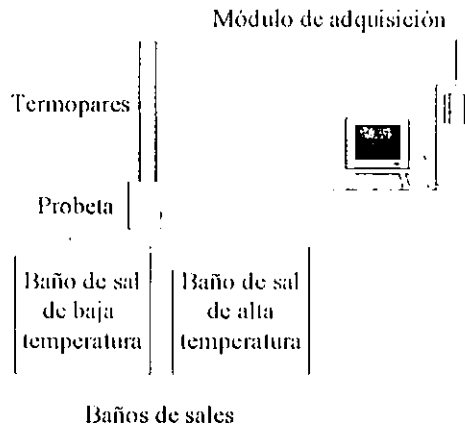 Módulo de adquisición
Termopares
Probeta
Baño de sal
de baja
temperatura
Baño de sal
de alta
temperatura
Baños de sales